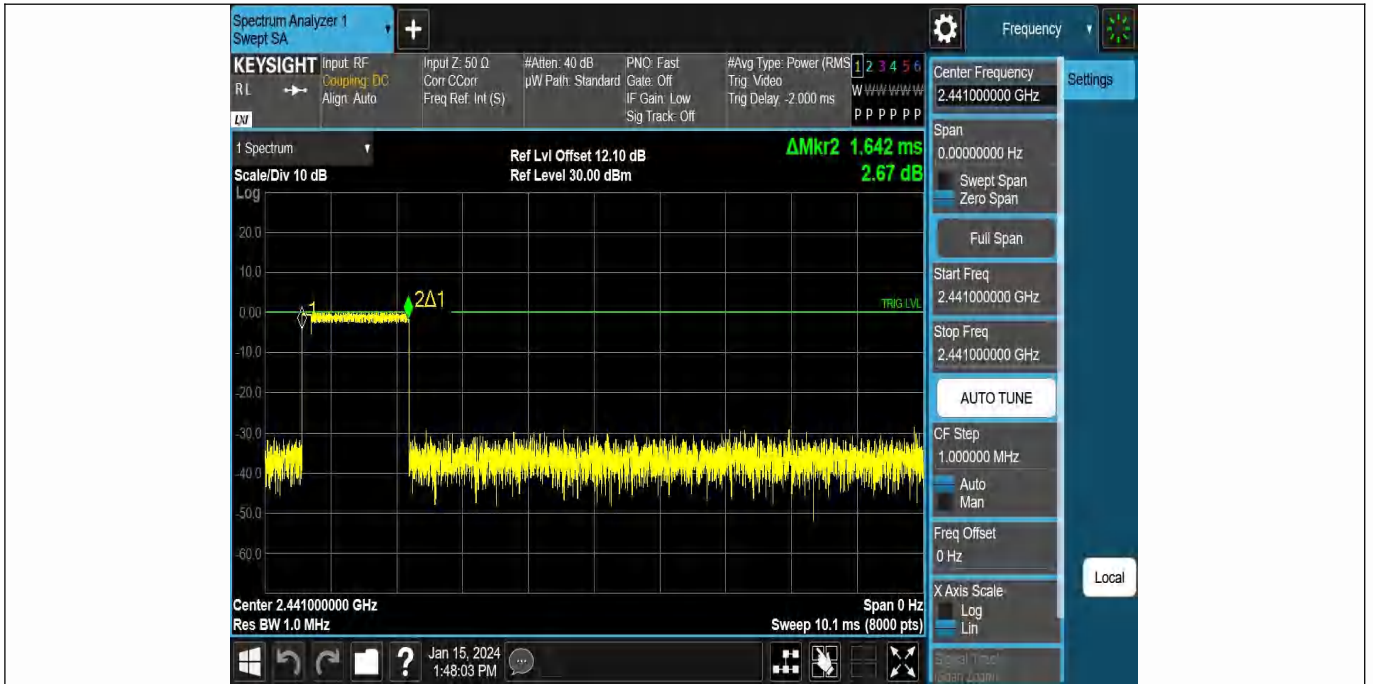 Spectrum Analyzer 1
Swept SA
+
Frequency
KEYSIGHT
R L
LXI
Input: RF
Coupling: DC
Align: Auto
Input Z: 50 Ω
Corr CCorr
Freq Ref: Int (S)
#Atten: 40 dB
µW Path: Standard
PNO: Fast
Gate: Off
IF Gain: Low
Sig Track: Off
#Avg Type: Power (RMS
Trig: Video
Trig Delay: -2.000 ms
1 2 3 4 5 6
W W W W W W
P P P P P P
1 Spectrum
Scale/Div 10 dB
Log
Ref Lvl Offset 12.10 dB
Ref Level 30.00 dBm
ΔMkr2 1.642 ms
2.67 dB
20.0
10.0
0.00
-10.0
-20.0
-30.0
-40.0
-50.0
-60.0
1
2Δ1
TRIG LVL
Center 2.441000000 GHz
Res BW 1.0 MHz
Span 0 Hz
Sweep 10.1 ms (8000 pts)
Center Frequency
2.441000000 GHz
Settings
Span
0.00000000 Hz
Swept Span
Zero Span
Full Span
Start Freq
2.441000000 GHz
Stop Freq
2.441000000 GHz
AUTO TUNE
CF Step
1.000000 MHz
Auto
Man
Freq Offset
0 Hz
X Axis Scale
Log
Lin
Signal Track
(Span Zoom)
Local
?
Jan 15, 2024
1:48:03 PM